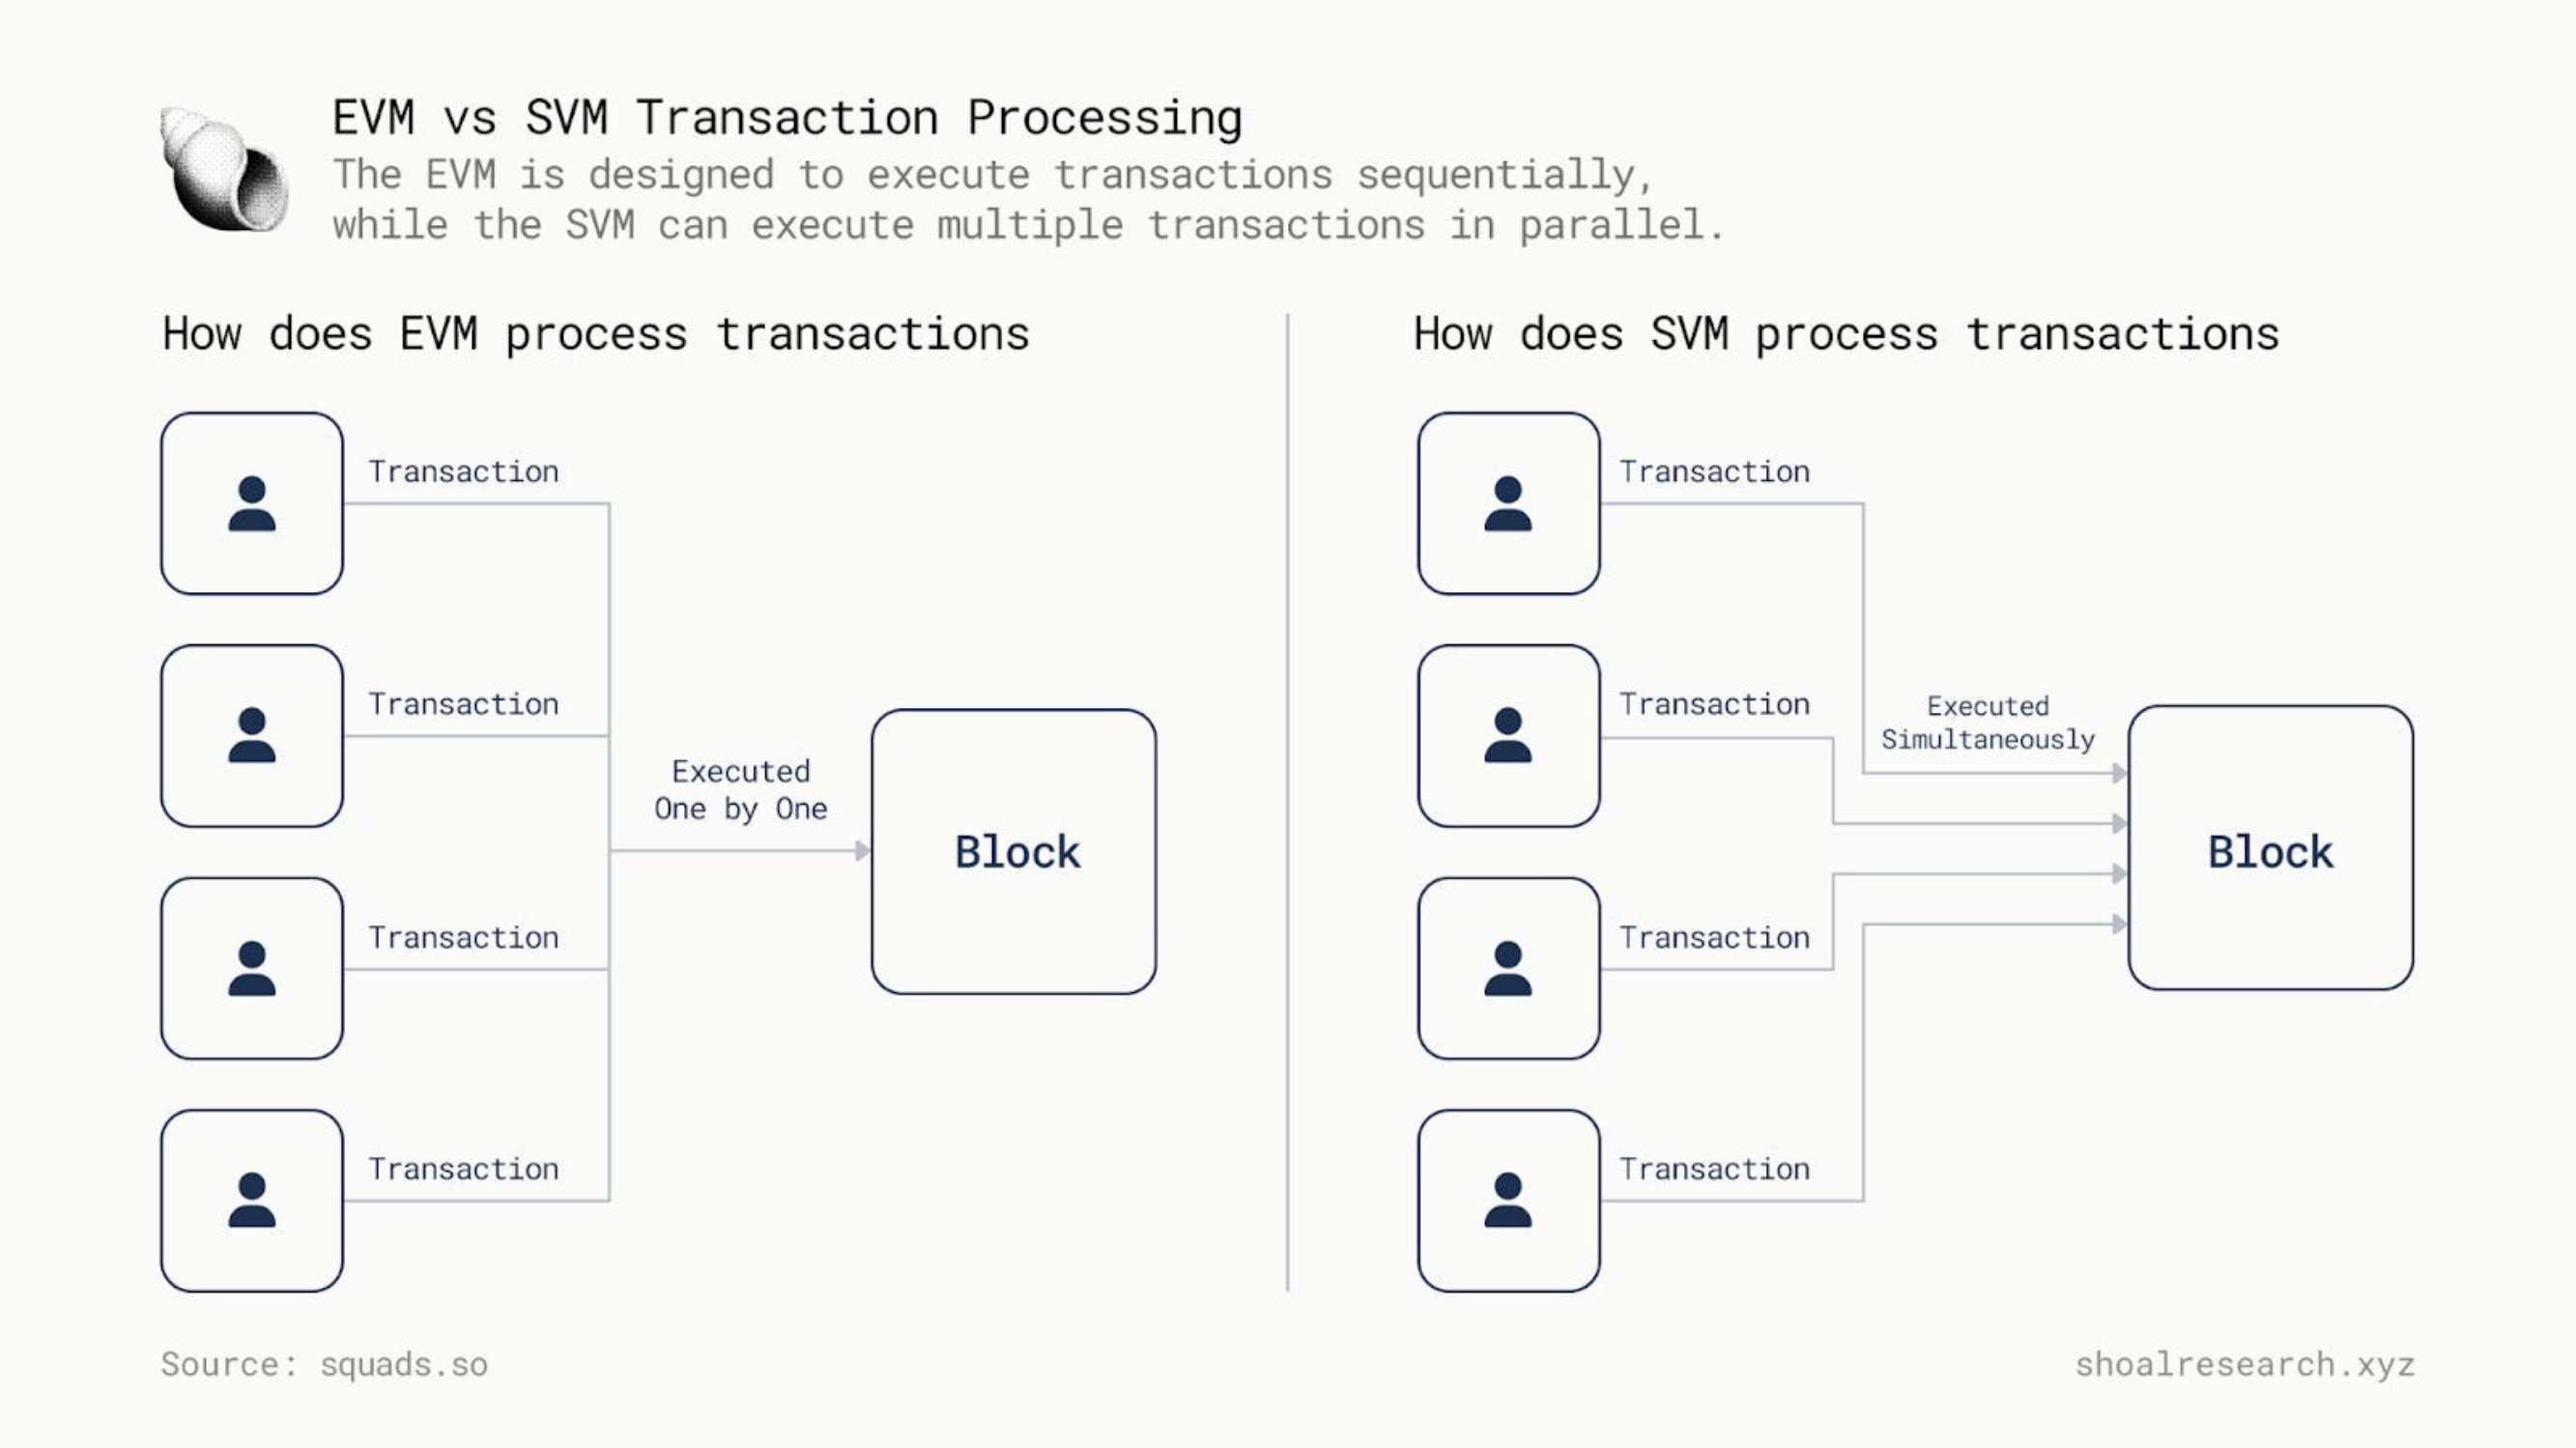 EVM vs SVM Transaction Processing
The EVM is designed to execute transactions sequentially,
while the SVM can execute multiple transactions in parallel.
How does EVM process transactions
Transaction
Transaction
Executed
One by One
Block
Transaction
Transaction
How does SVM process transactions
Transaction
Transaction
Executed
Simultaneously
Block
Transaction
Transaction
Source: squads.so
shoalresearch.xyz